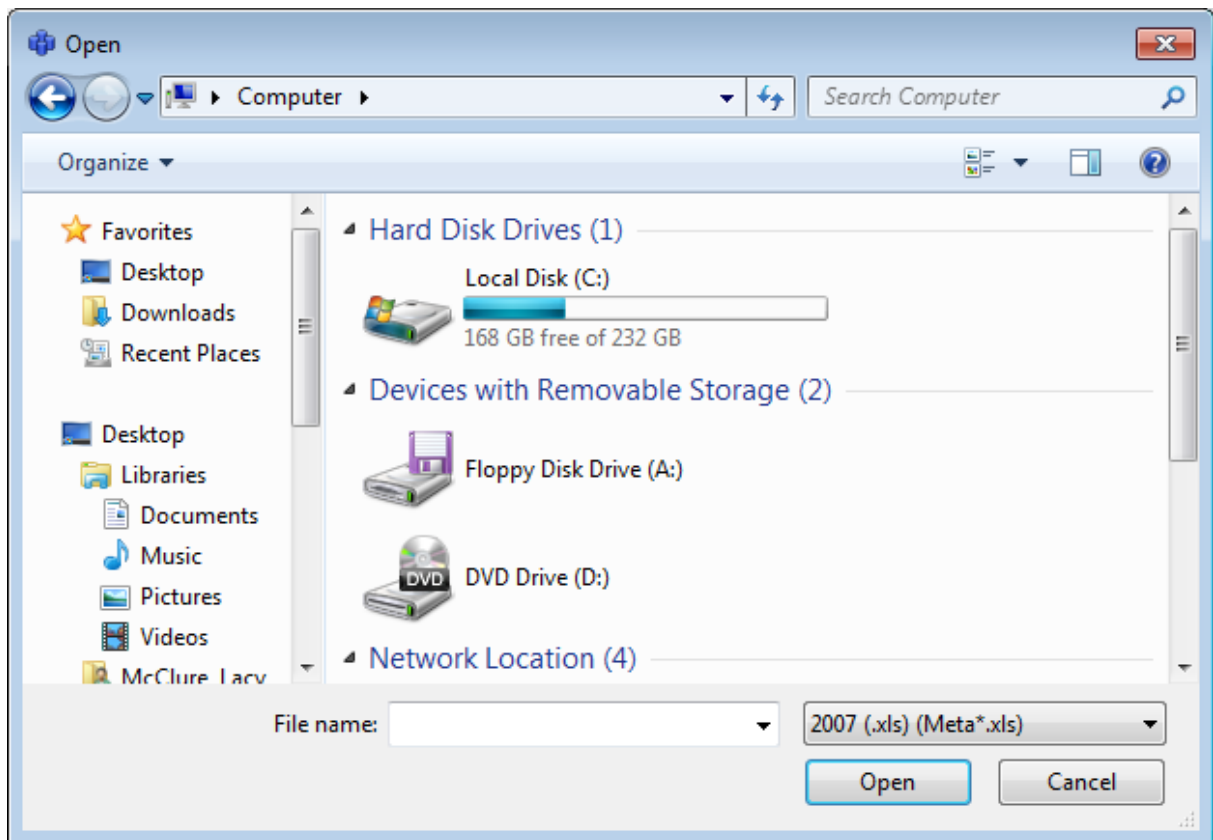 Open
Computer
Search Computer
Organize
Favorites
Desktop
Downloads
Recent Places
Desktop
Libraries
Documents
Music
Pictures
Videos
McClure Lacy
Hard Disk Drives (1)
Local Disk (C:)
168 GB free of 232 GB
Devices with Removable Storage (2)
Floppy Disk Drive (A:)
DVD
DVD Drive (D:)
Network Location (4)
File name:
2007 (.xls) (Meta*.xls)
Open
Cancel